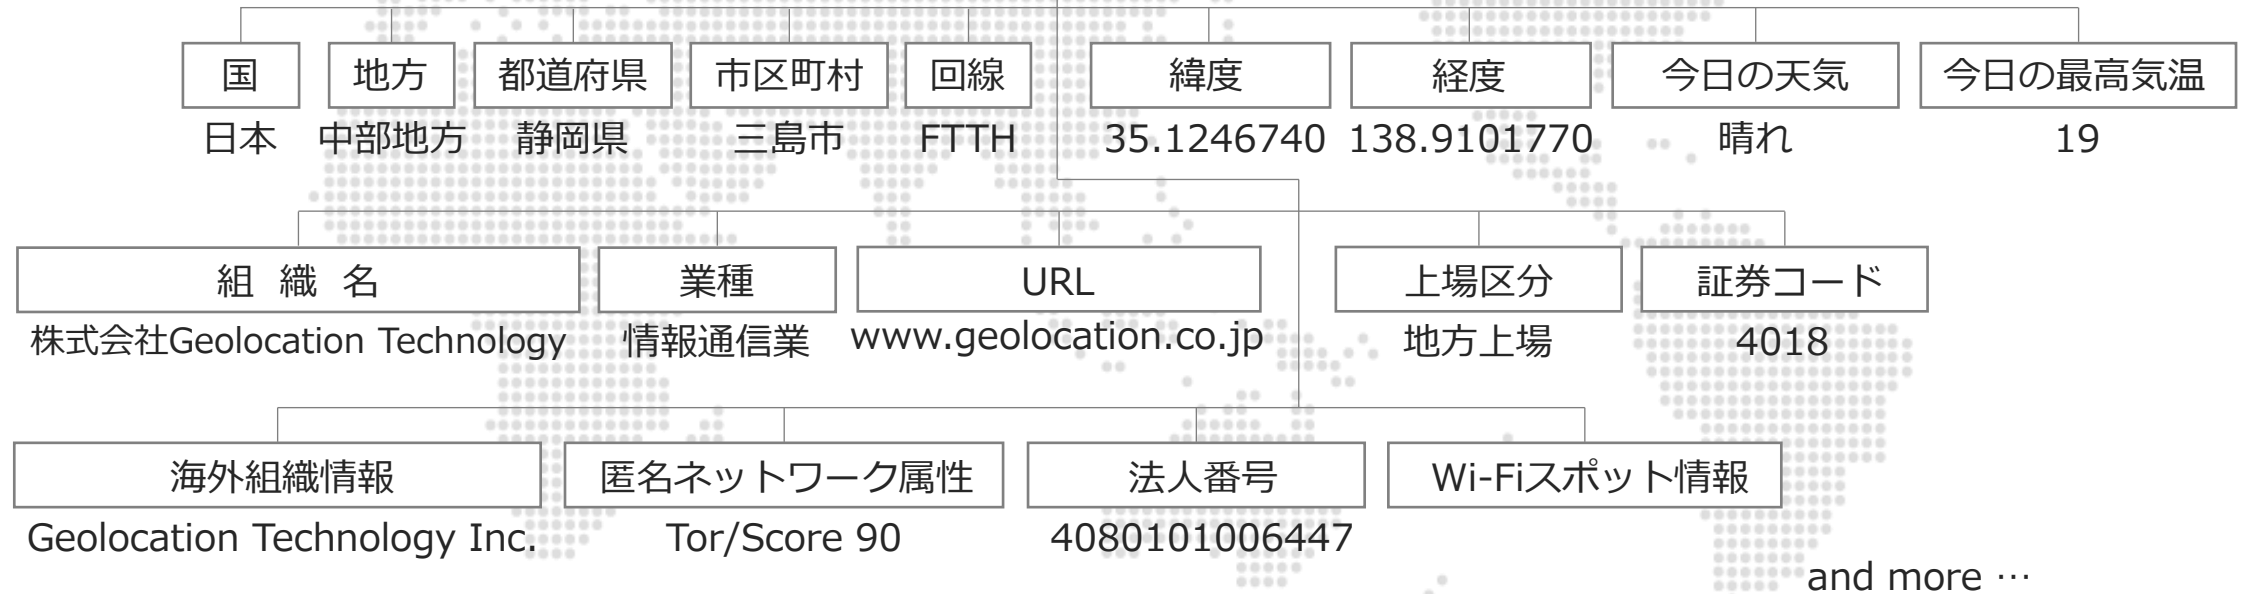 国 地方 都道府県 市区町村 回線 緯度 経度 今日の天気 今日の最高気温
日本 中部地方 静岡県 三島市 FTTH 35.1246740 138.9101770 晴れ 19
組 織 名 業種 URL 上場区分 証券コード
株式会社Geolocation Technology 情報通信業 www.geolocation.co.jp 地方上場 4018
海外組織情報 匿名ネットワーク属性 法人番号 Wi-Fiスポット情報
Geolocation Technology Inc. Tor/Score 90 4080101006447
and more …